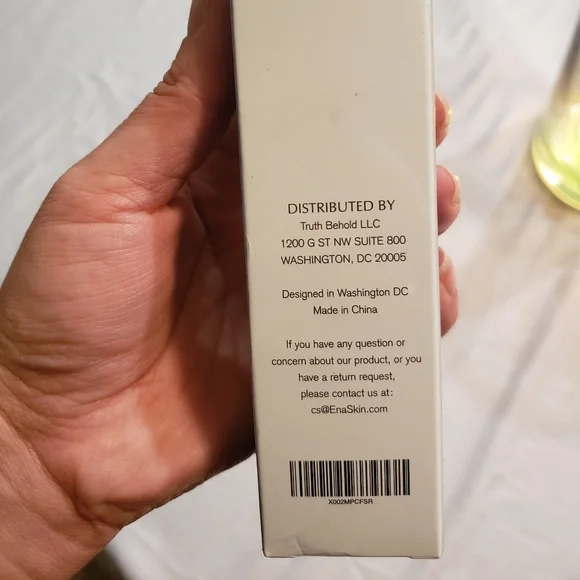 DISTRIBUTED BY
Truth Behold LLC
1200 G ST NW SUITE 800
WASHINGTON, DC 20005
Designed in Washington DC
Made in China
If you have any question or
concern about our product, or you
have a return request,
please contact us at:
cs@EnaSkin.com
X002MPCFSR